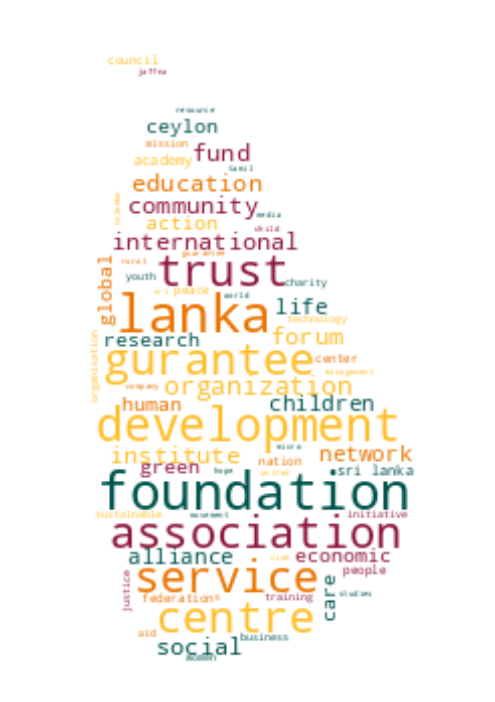 council
jaffna
resource
ceylon
mission
fund
academy
tamil
education
community
media
action
child
international
guarantee
rural
trust
youth
charity
global
peace
world
lanka
life
technology
research
forum
gurantee
center
organisation
management
company
organization
human
children
development
micro
institute
network
green
nation
hope
united
sri lanka
foundation
sustainable
movement
initiative
association
alliance
club
economic
service
people
justice
care
studies
federation
training
centre
aid
business
social
women